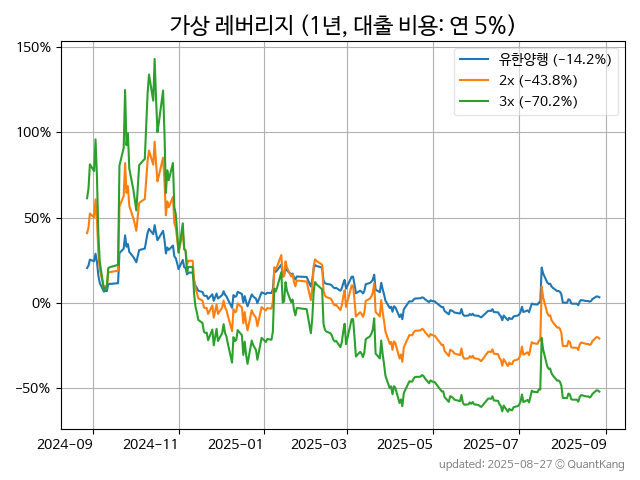 가상 레버리지 (1년, 대출 비용: 연 5%)
유한양행 (−14.2%)
2x (−43.8%)
3x (−70.2%)
150%
100%
50%
0%
−50%
2024-09 2024-11 2025-01 2025-03 2025-05 2025-07 2025-09
updated: 2025-08-27 © QuantKang